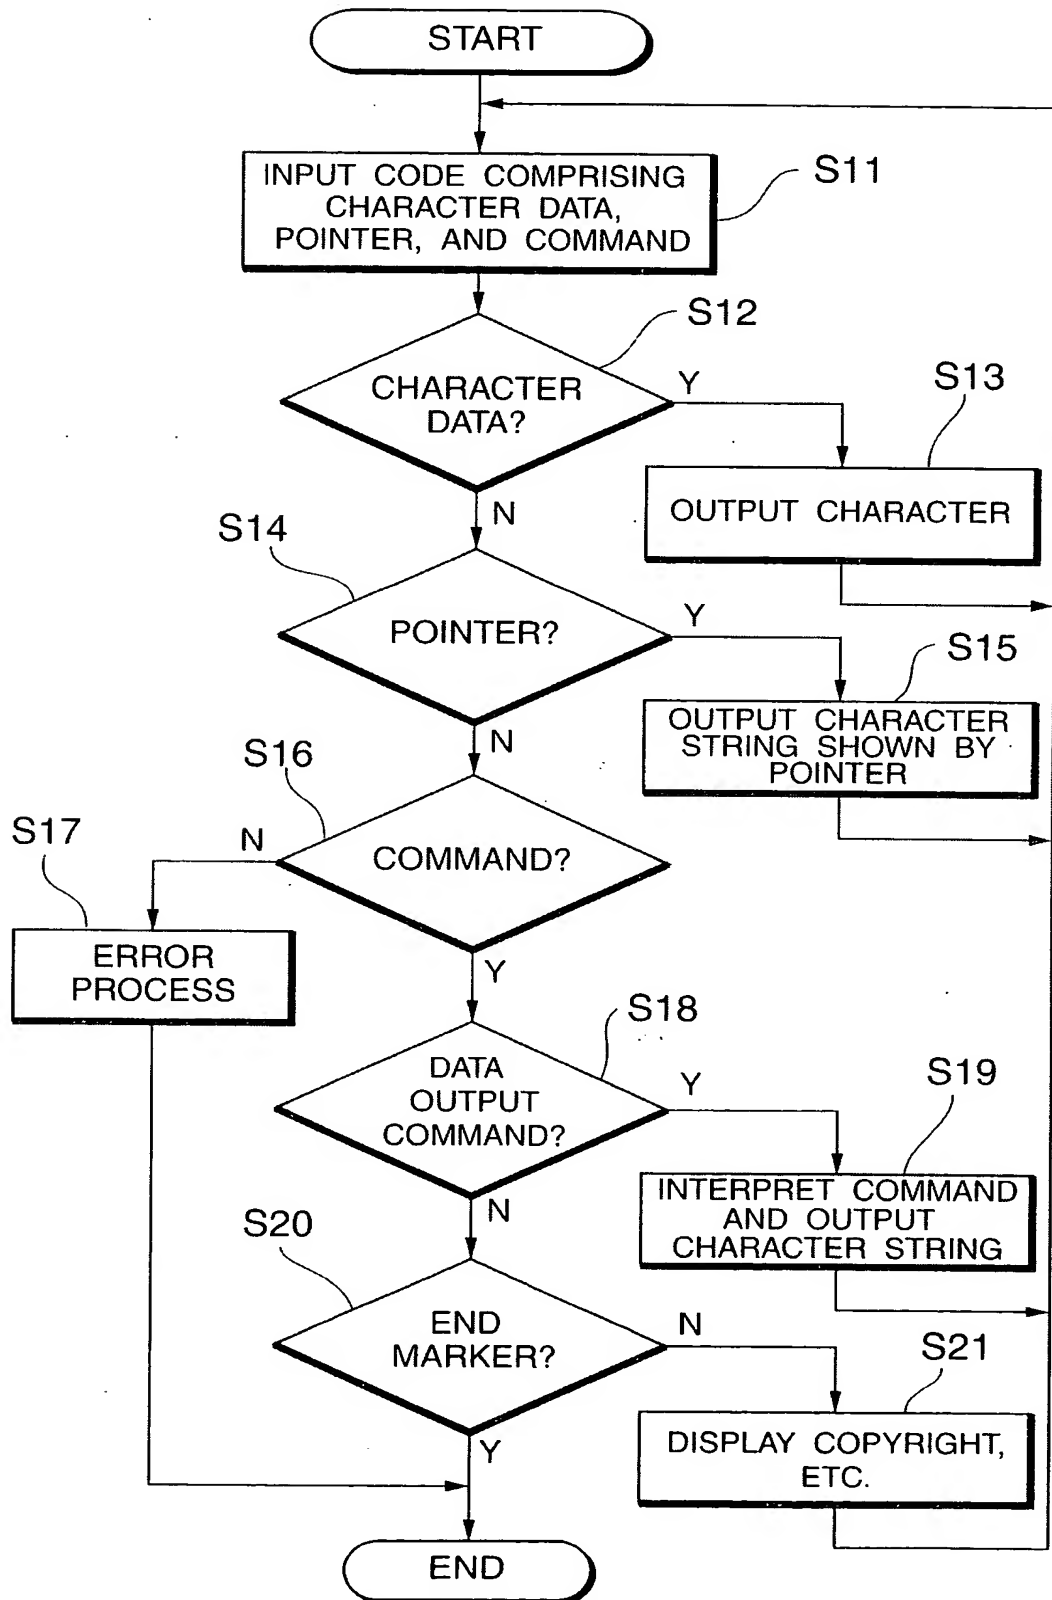 START
S11
INPUT CODE COMPRISING
CHARACTER DATA,
POINTER, AND COMMAND
S12
CHARACTER
DATA?
Y
S13
OUTPUT CHARACTER
N
S14
POINTER?
Y
S15
OUTPUT CHARACTER
STRING SHOWN BY
POINTER
N
S16
COMMAND?
N
S17
ERROR
PROCESS
Y
S18
DATA
OUTPUT
COMMAND?
Y
S19
INTERPRET COMMAND
AND OUTPUT
CHARACTER STRING
N
S20
END
MARKER?
N
S21
DISPLAY COPYRIGHT,
ETC.
Y
END